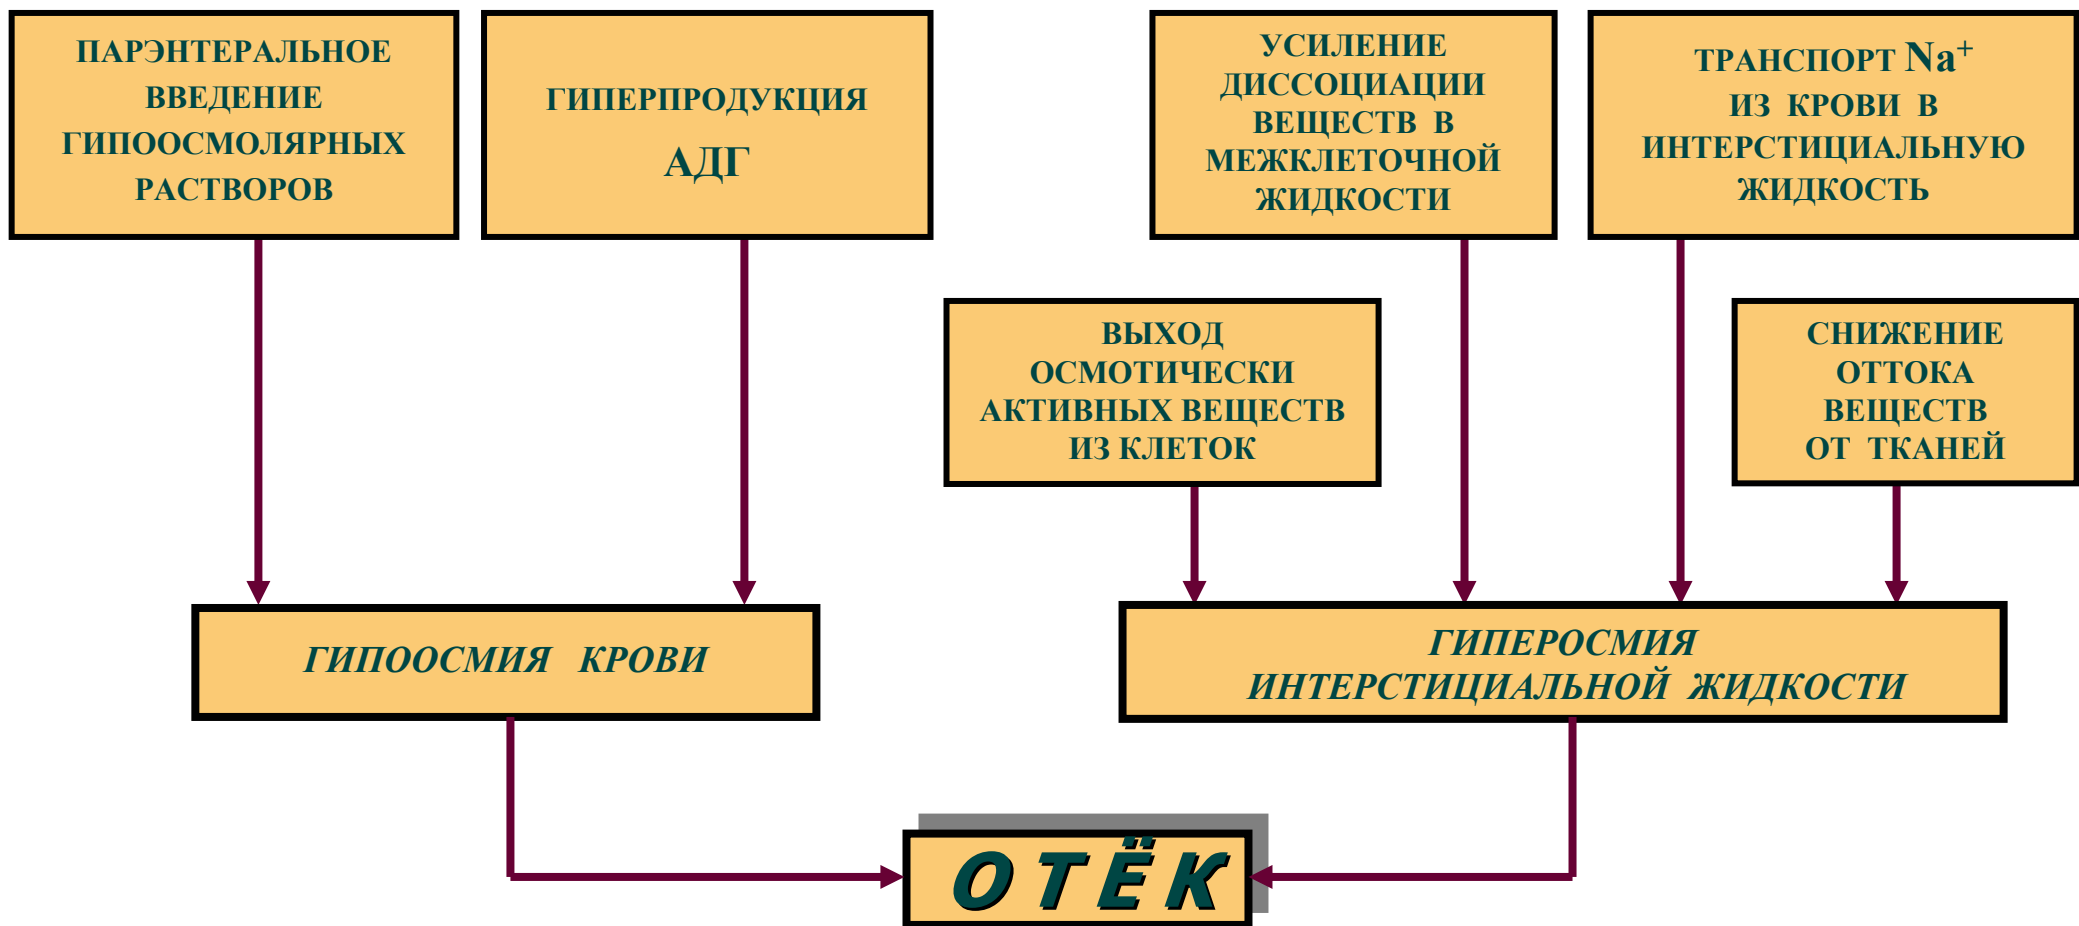 ПАРЭНТЕРАЛЬНОЕ
ВВЕДЕНИЕ
ГИПООСМОЛЯРНЫХ
РАСТВОРОВ
ГИПЕРПРОДУКЦИЯ
АДГ
УСИЛЕНИЕ
ДИССОЦИАЦИИ
ВЕЩЕСТВ В
МЕЖКЛЕТОЧНОЙ
ЖИДКОСТИ
ТРАНСПОРТ Na⁺
ИЗ КРОВИ В
ИНТЕРСТИЦИАЛЬНУЮ
ЖИДКОСТЬ
ВЫХОД
ОСМОТИЧЕСКИ
АКТИВНЫХ ВЕЩЕСТВ
ИЗ КЛЕТОК
СНИЖЕНИЕ
ОТТОКА
ВЕЩЕСТВ
ОТ ТКАНЕЙ
ГИПООСМИЯ КРОВИ
ГИПЕРОСМИЯ
ИНТЕРСТИЦИАЛЬНОЙ ЖИДКОСТИ
ОТЁК